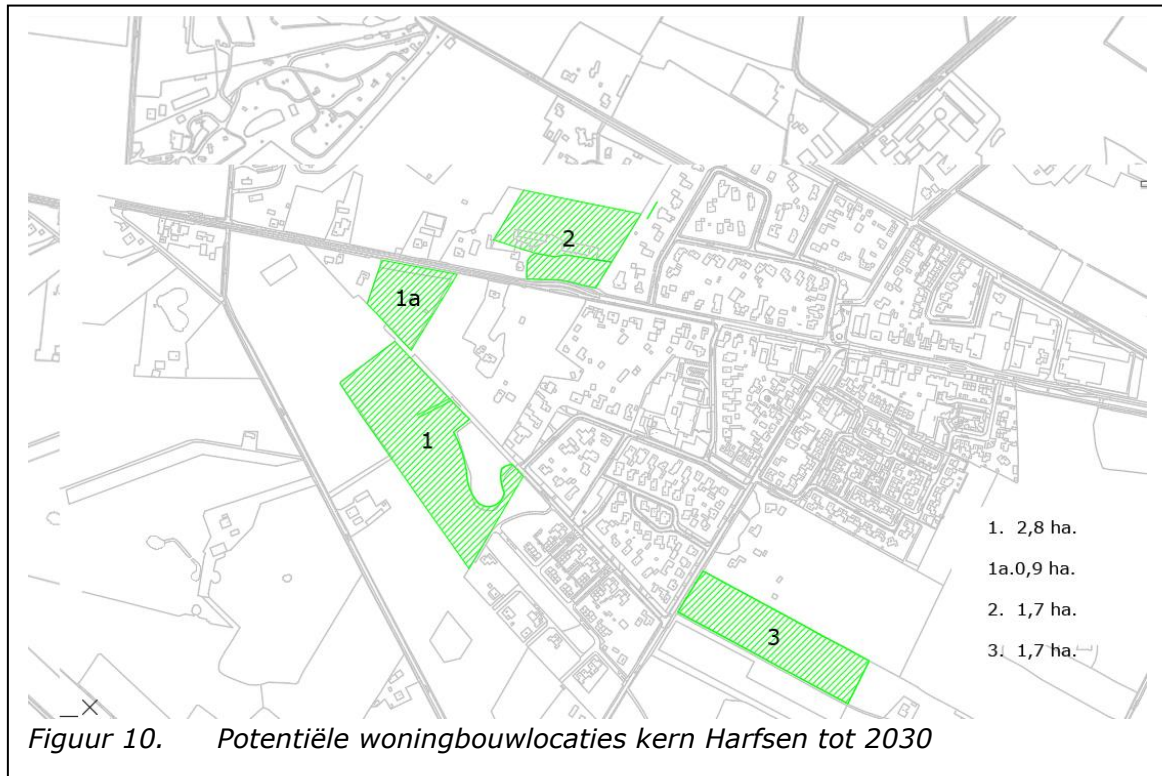 2
1a
1
3
1. 2,8 ha.
1a.0,9 ha.
2. 1,7 ha.
3. 1,7 ha.
Figuur 10. Potentiële woningbouwlocaties kern Harfsen tot 2030